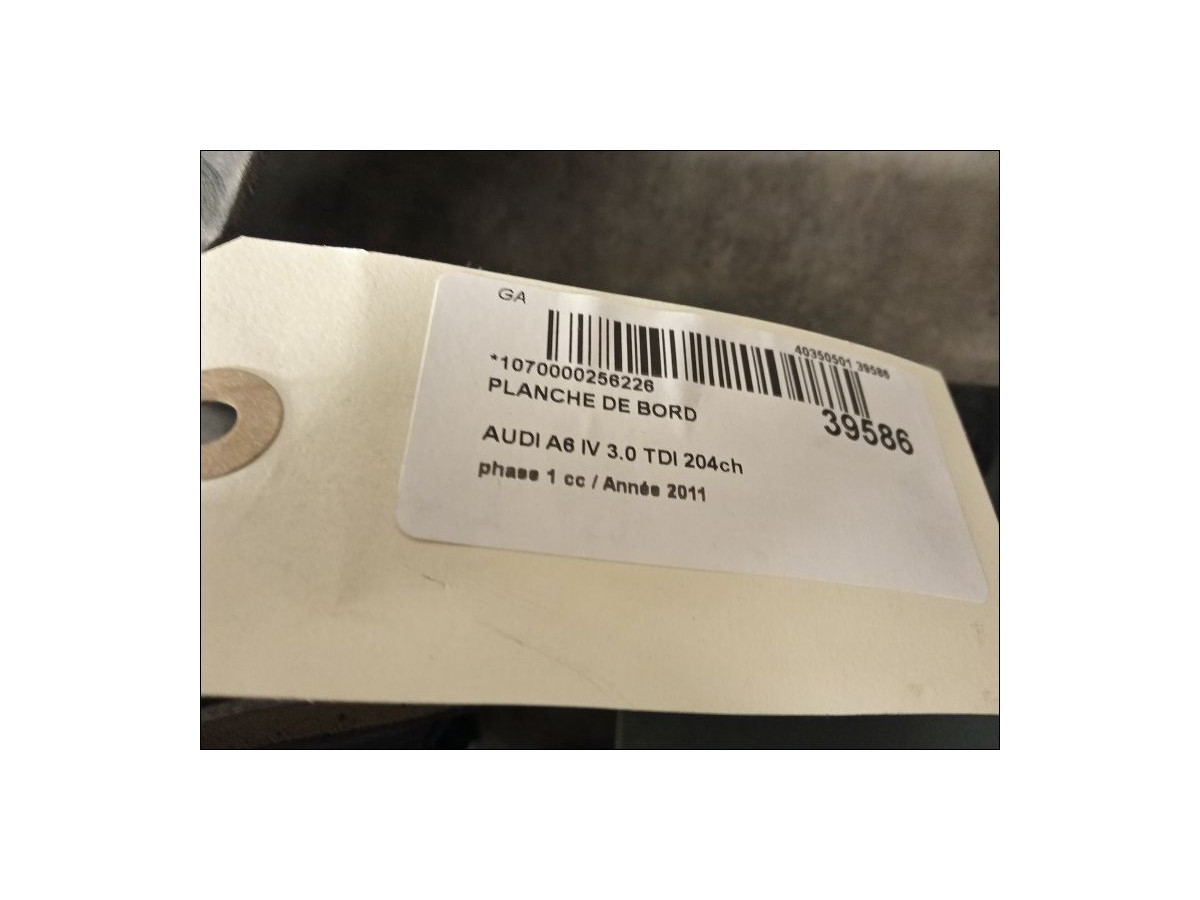 GA
40350501 39586
*1070000256226
39586
PLANCHE DE BORD
AUDI A6 IV 3.0 TDI 204ch
phase 1 cc / Année 2011